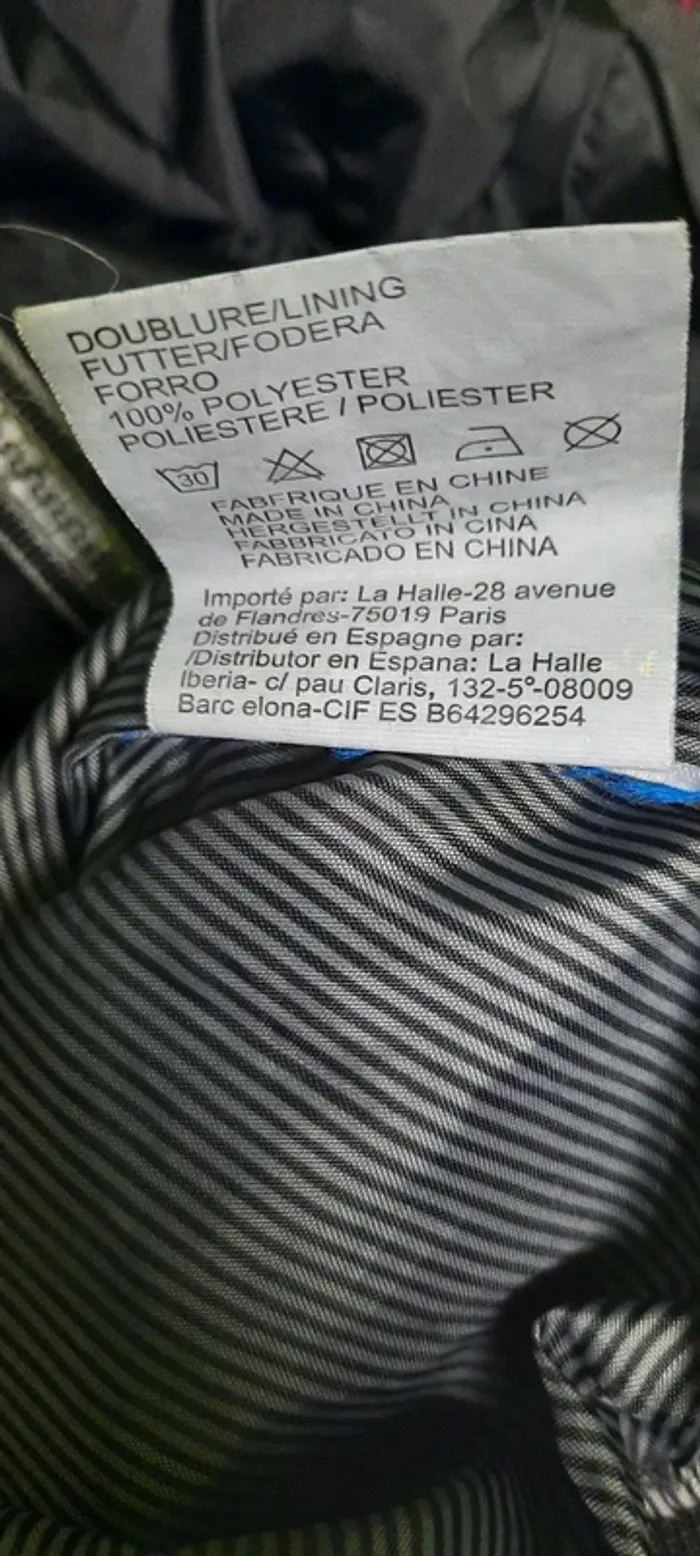 DOUBLURE/LINING
FUTTER/FODERA
FORRO
100% POLYESTER
POLIESTERE / POLIESTER
30
FABFRIQUE EN CHINE
MADE IN CHINA
HERGESTELLT IN CHINA
FABBRICATO IN CINA
FABRICADO EN CHINA
Importé par: La Halle-28 avenue
de Flandres-75019 Paris
Distribué en Espagne par:
/Distributor en Espana: La Halle
Iberia- c/ pau Claris, 132-5°-08009
Barc elona-CIF ES B64296254